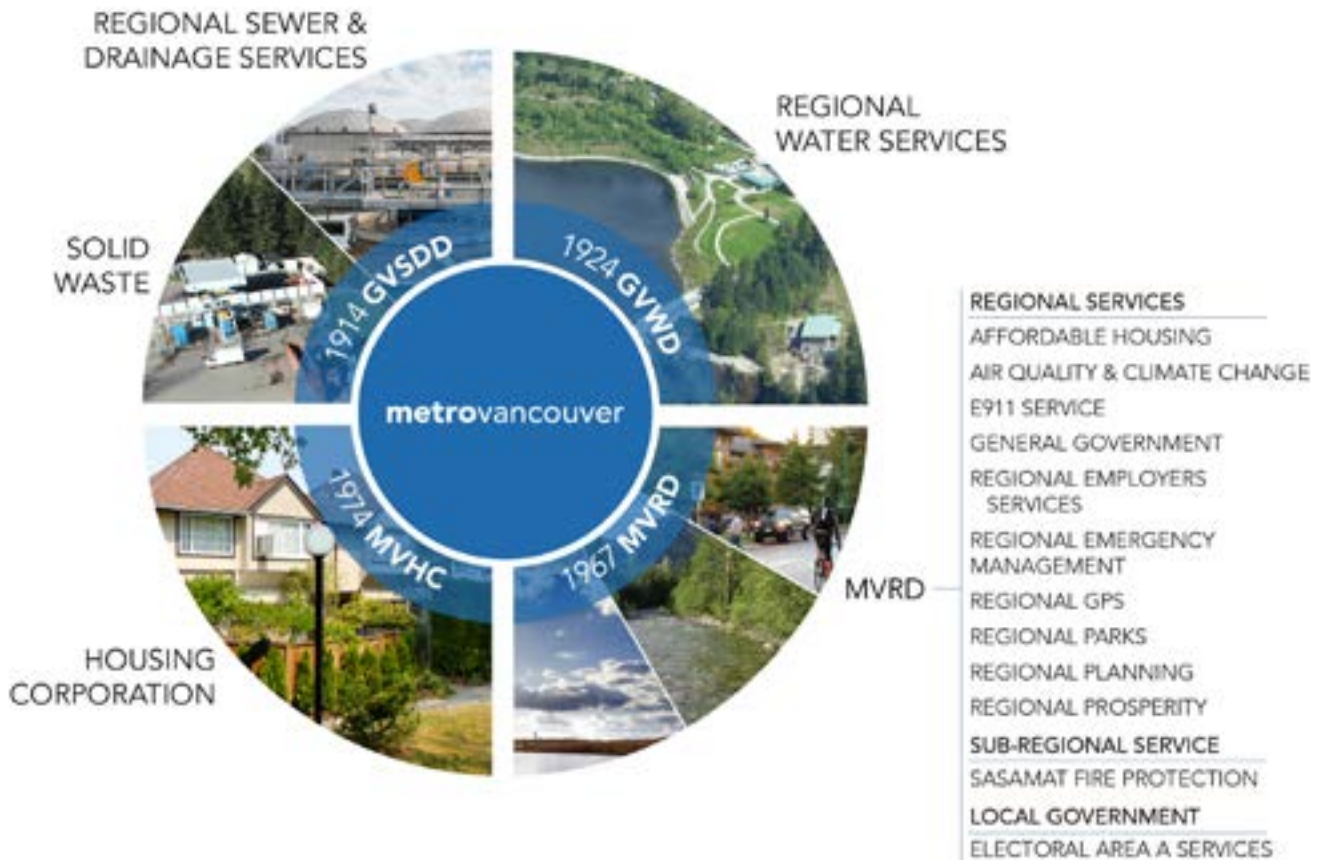 REGIONAL SEWER &
DRAINAGE SERVICES
REGIONAL
WATER SERVICES
SOLID
WASTE
1914 GVSDD
1924 GVWD
metrovancouver
1974 MVHC
1967 MVRD
HOUSING
CORPORATION
MVRD
REGIONAL SERVICES
AFFORDABLE HOUSING
AIR QUALITY & CLIMATE CHANGE
E911 SERVICE
GENERAL GOVERNMENT
REGIONAL EMPLOYERS
SERVICES
REGIONAL EMERGENCY
MANAGEMENT
REGIONAL GPS
REGIONAL PARKS
REGIONAL PLANNING
REGIONAL PROSPERITY
SUB-REGIONAL SERVICE
SASAMAT FIRE PROTECTION
LOCAL GOVERNMENT
ELECTORAL AREA A SERVICES